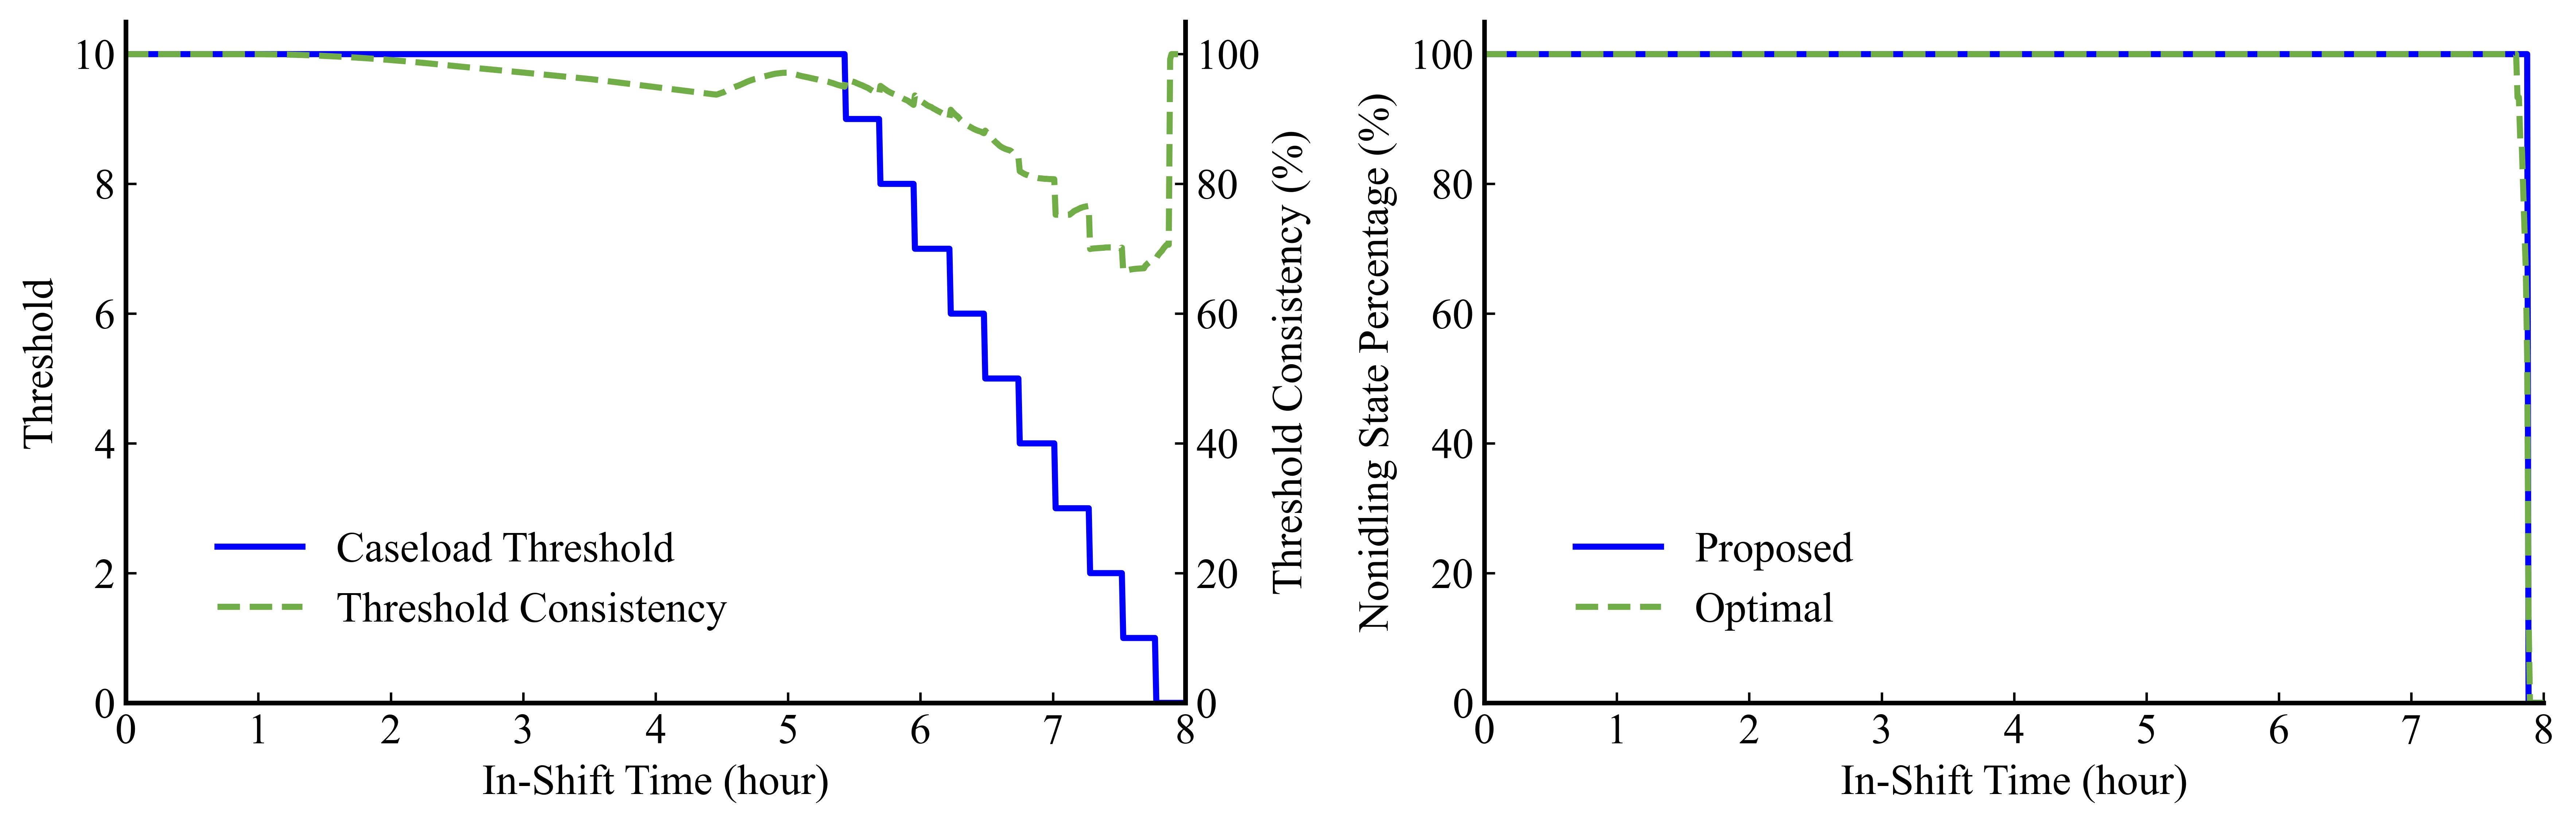 Threshold
10
8
6
4
2
0
Caseload Threshold
Threshold Consistency
100
80
60
40
20
0
Threshold Consistency (%)
0 1 2 3 4 5 6 7 8
In-Shift Time (hour)
Nonidling State Percentage (%)
100
80
60
40
20
0
Proposed
Optimal
0 1 2 3 4 5 6 7 8
In-Shift Time (hour)